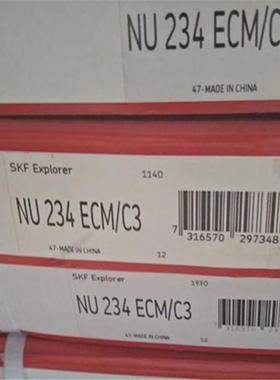 NU 234 ECM/C
47-MADE IN CHINA
SKF Explorer 1140
NU 234 ECM/C3
7 316570 297348
47-MADE IN CHINA
12
SKF Explorer 1930
NU 234 ECM/C3
47-MADE IN CHINA
12